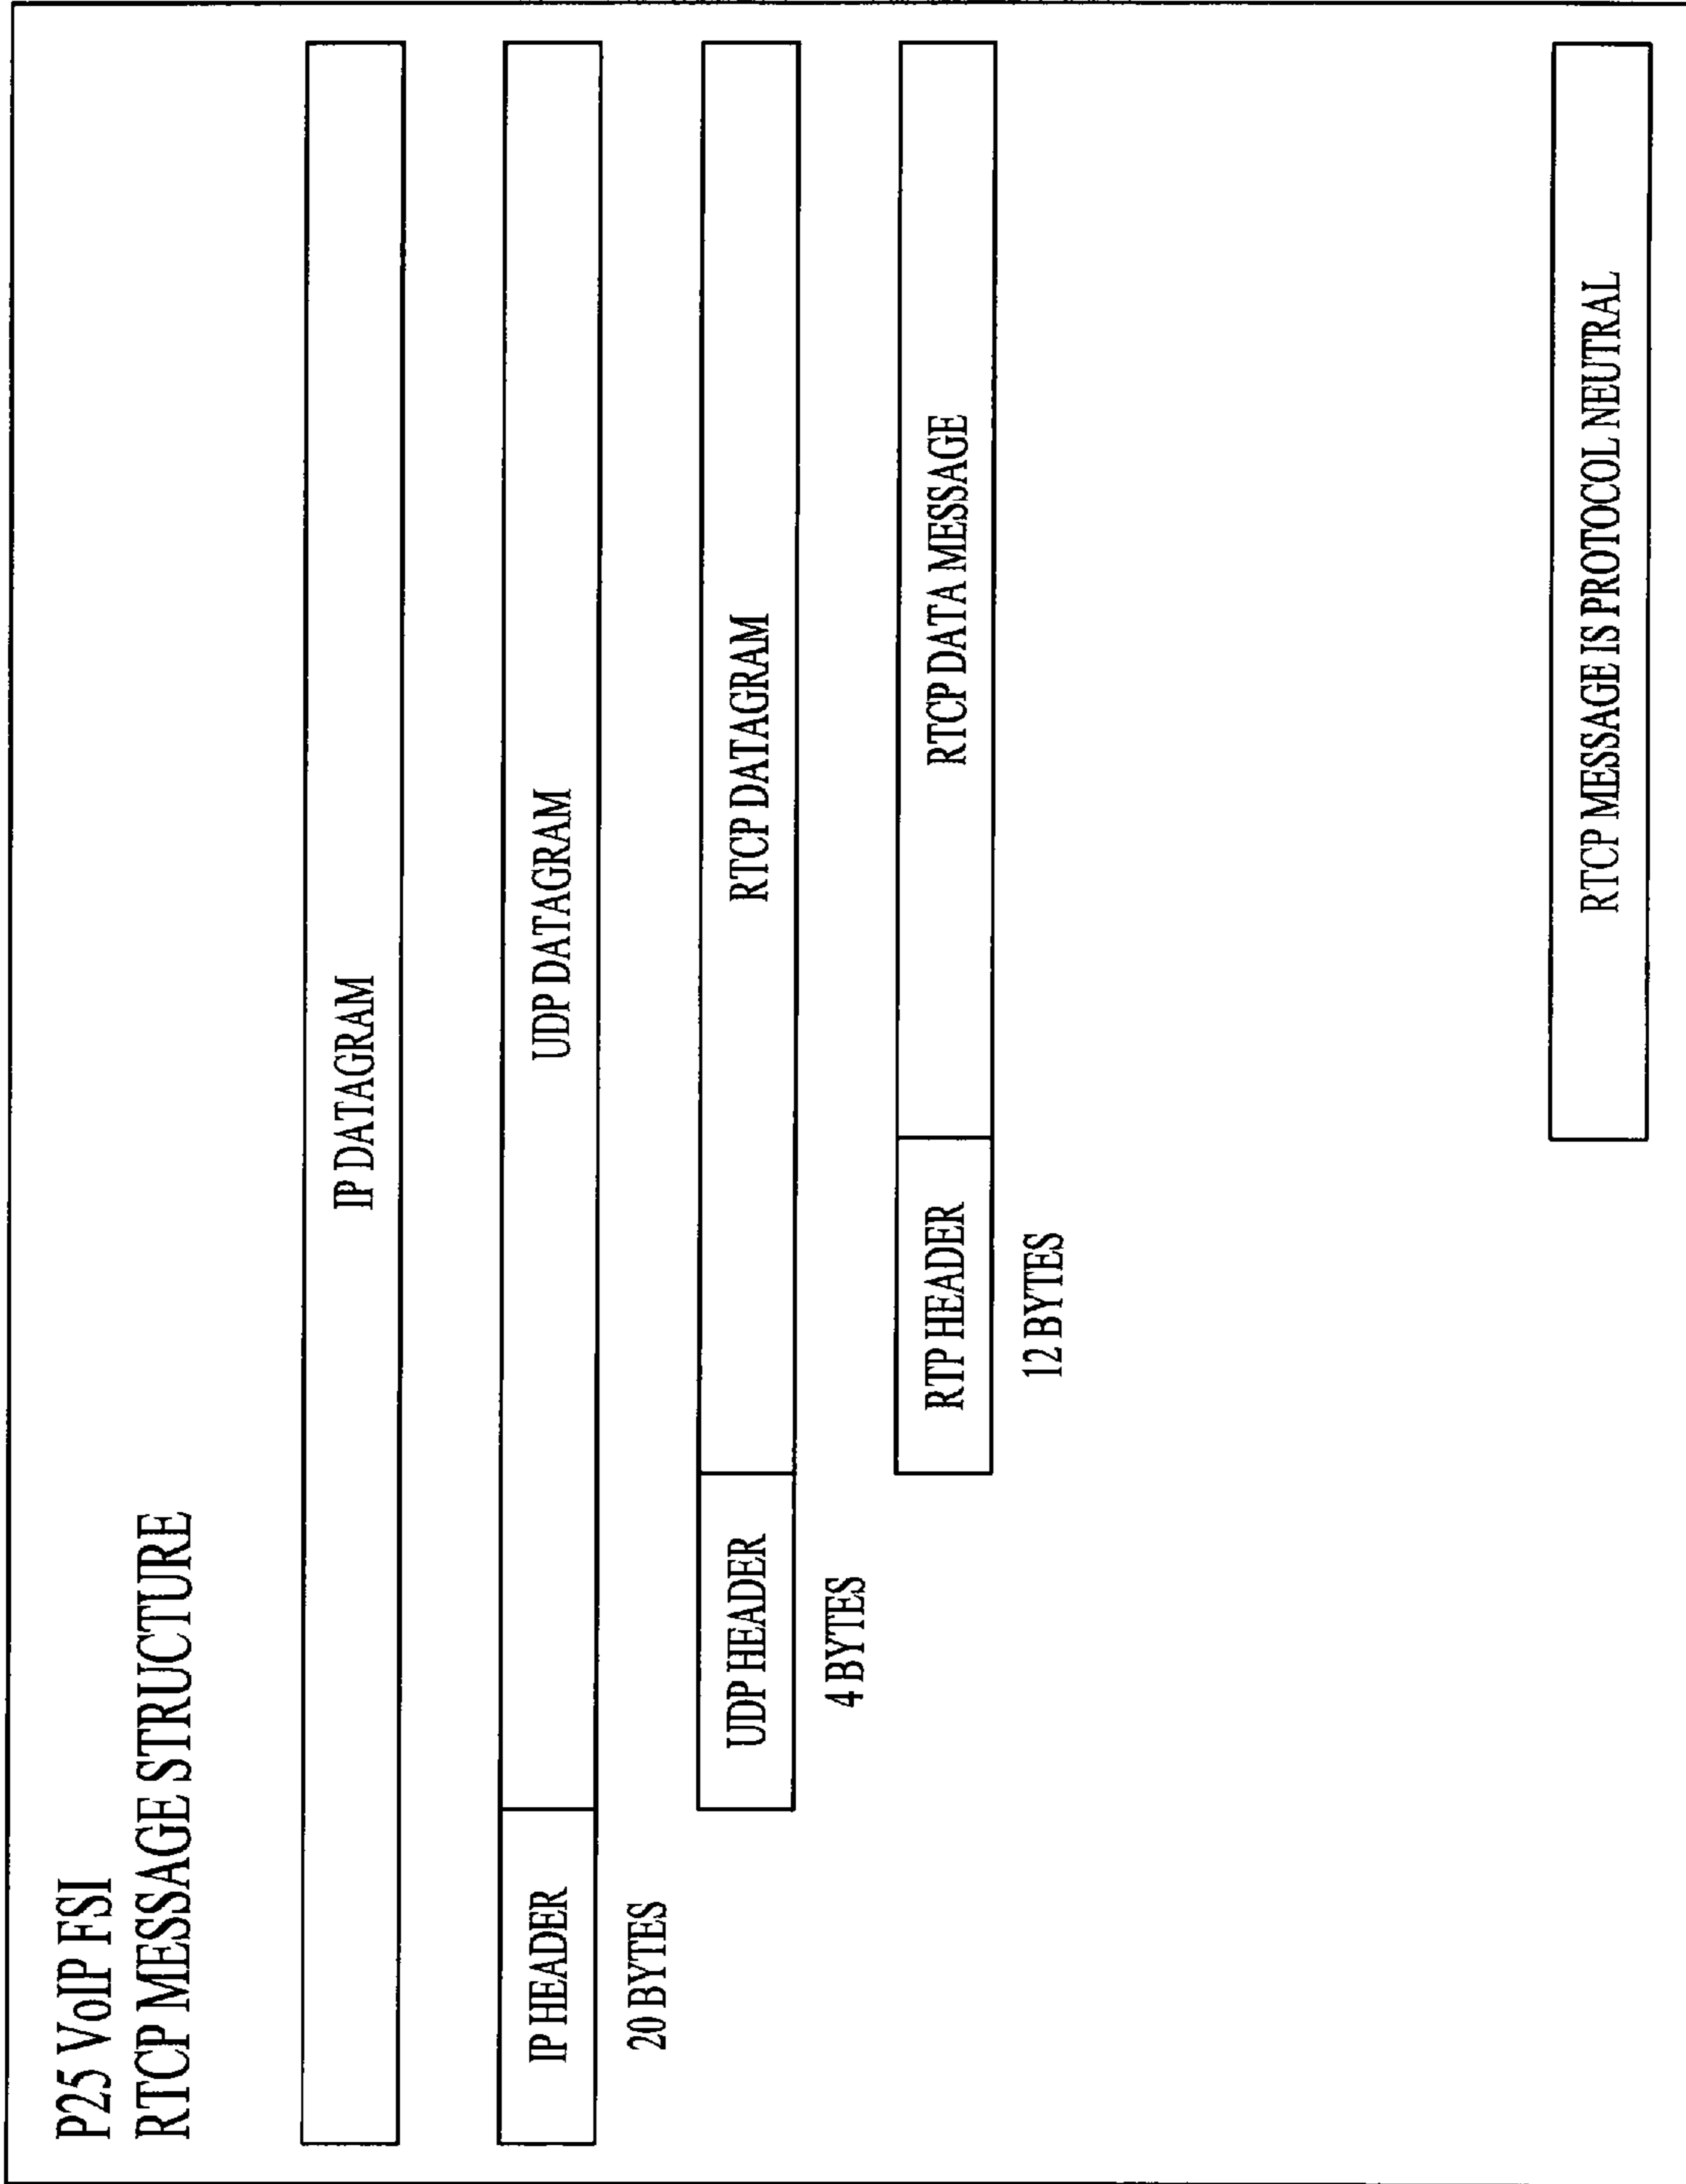 P25 VoIP FSI
RTCP MESSAGE STRUCTURE
IP DATAGRAM
IP HEADER
UDP DATAGRAM
20 BYTES
UDP HEADER
RTCP DATAGRAM
4 BYTES
RTP HEADER
RTCP DATA MESSAGE
12 BYTES
RTCP MESSAGE IS PROTOCOL NEUTRAL